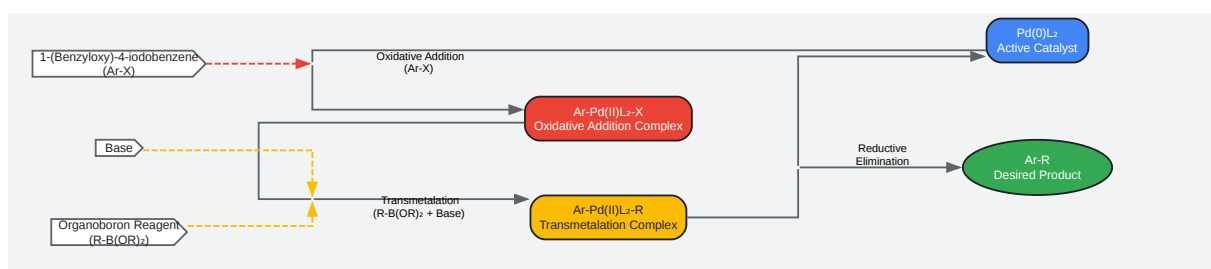 1-(Benzyloxy)-4-iodobenzene
(Ar-X)
Oxidative Addition
(Ar-X)
Pd(0)L₂
Active Catalyst
Ar-Pd(II)L₂-X
Oxidative Addition Complex
Base
Reductive
Elimination
Ar-R
Desired Product
Transmetalation
(R-B(OR)₂ + Base)
Ar-Pd(II)L₂-R
Transmetalation Complex
Organoboron Reagent
(R-B(OR)₂)